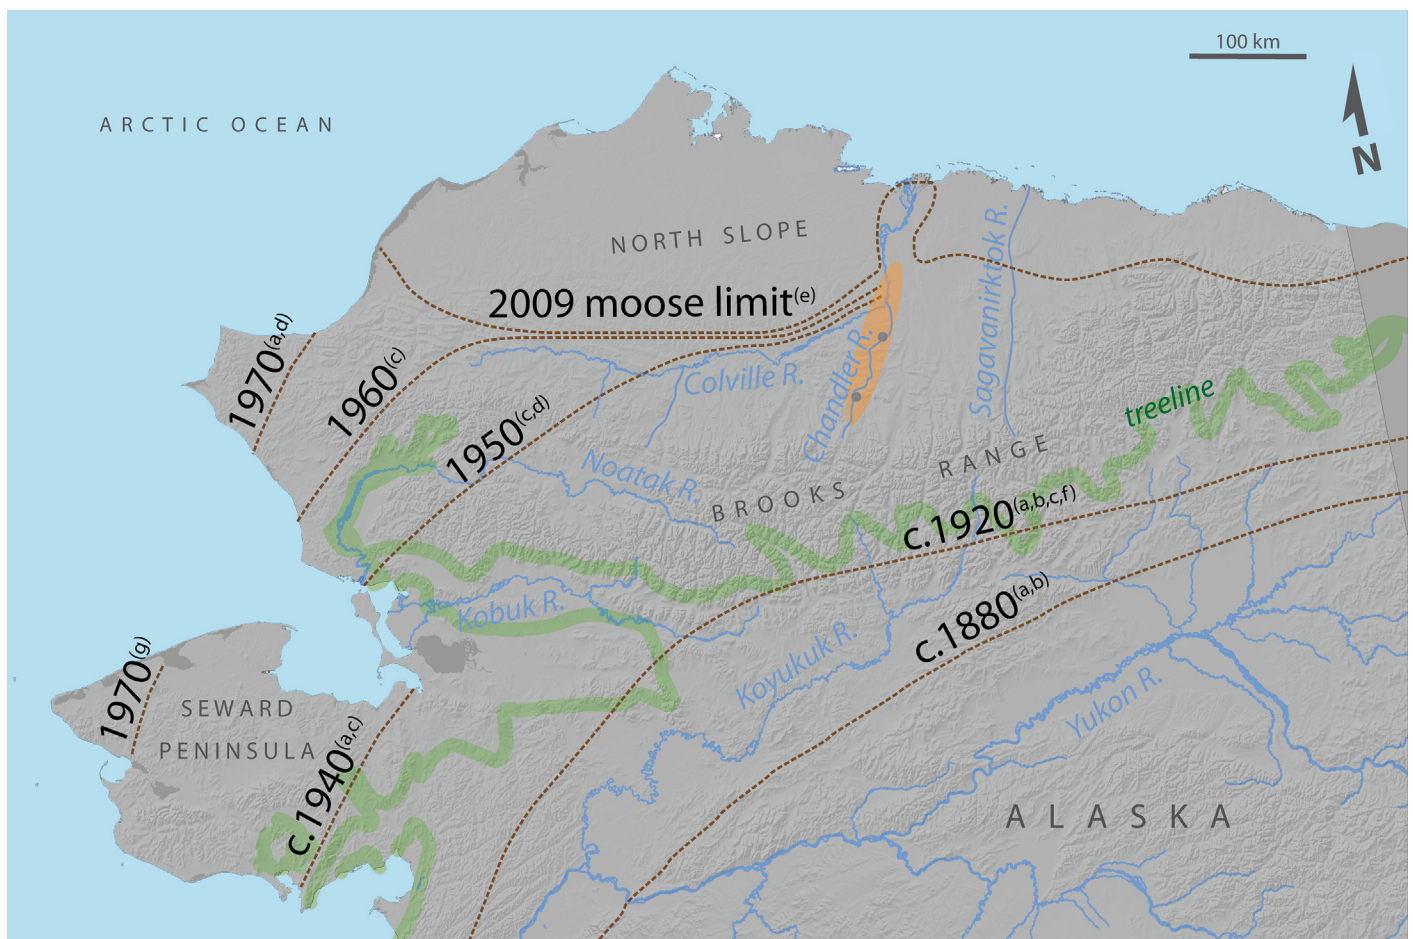 100 km
ARCTIC OCEAN
N
NORTH SLOPE
Sagavanirktok R.
2009 moose limit(e)
1970(a,d)
1960(c)
Chandler R.
Colville R.
treeline
1950(c,d)
Noatak R.
BROOKS RANGE
c.1920(a,b,c,f)
Kobuk R.
c.1880(a,b)
Koyukuk R.
1970(g)
SEWARD
PENINSULA
Yukon R.
c.1940(a,c)
ALASKA